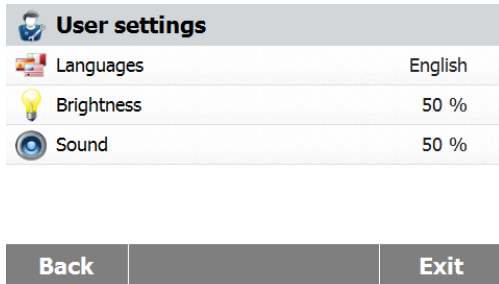 User settings
Languages English
Brightness 50 %
Sound 50 %
Back Exit